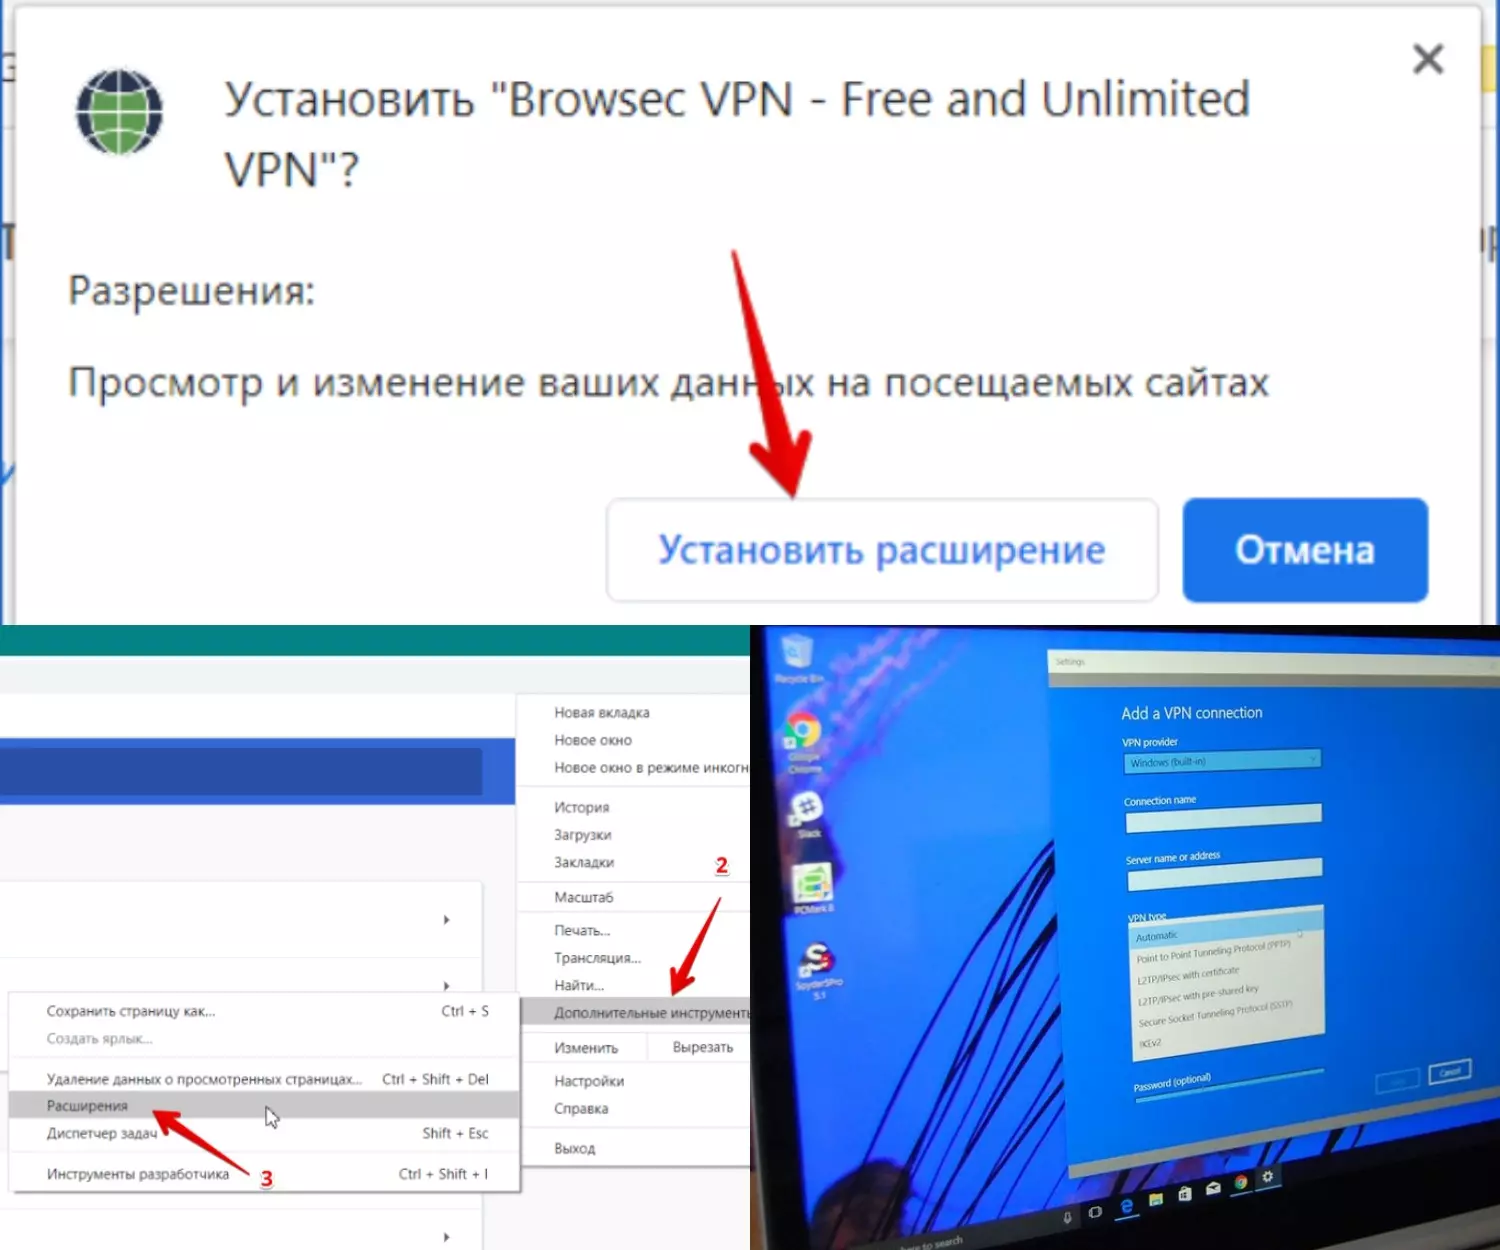 Установить "Browsec VPN - Free and Unlimited
VPN"?
Разрешения:
Просмотр и изменение ваших данных на посещаемых сайтах
Установить расширение
Отмена
Новая вкладка
Новое окно
Новое окно в режиме инкогн
История
Загрузки
Закладки
2
Масштаб
Печать...
Трансляция...
Найти...
Дополнительные инструменты
Изменить
Вырезать
Настройки
Справка
Выход
Сохранить страницу как...
Ctrl + S
Создать ярлык...
Удаление данных о просмотренных страницах...
Ctrl + Shift + Del
Расширения
Диспетчер задач
Shift + Esc
3
Инструменты разработчика
Ctrl + Shift + I
Recycle Bin
Google
Chrome
Slack
PCMark 8
Spyder5Pro
5.1
Settings
Add a VPN connection
VPN provider
Windows (built-in)
Connection name
Server name or address
VPN type
Automatic
Point to Point Tunneling Protocol (PPTP)
L2TP/IPsec with certificate
L2TP/IPsec with pre-shared key
Secure Socket Tunneling Protocol (SSTP)
IKEv2
Password (optional)
Cancel
to search